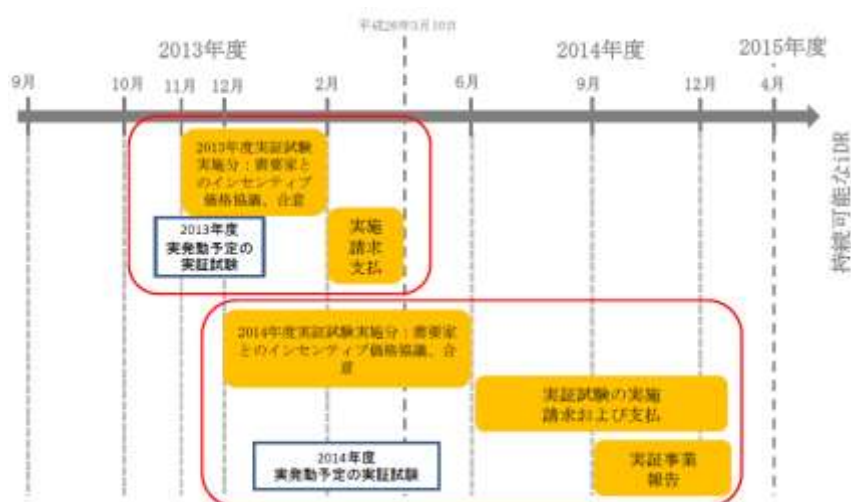 平成26年3月10日
2013年度
2014年度
2015年度
9月
10月
11月
12月
2月
6月
9月
12月
4月
持続可能なiDR
2013年度実証試験
実施分:需要家と
のインセンティブ
価格協議、合意
2013年度
実発動予定の
実証試験
実施
請求
支払
2014年度実証試験実施分:需要家
とのインセンティブ価格協議、合
意
実証試験の実施
請求および支払
2014年度
実発動予定の実証試験
実証事業
報告